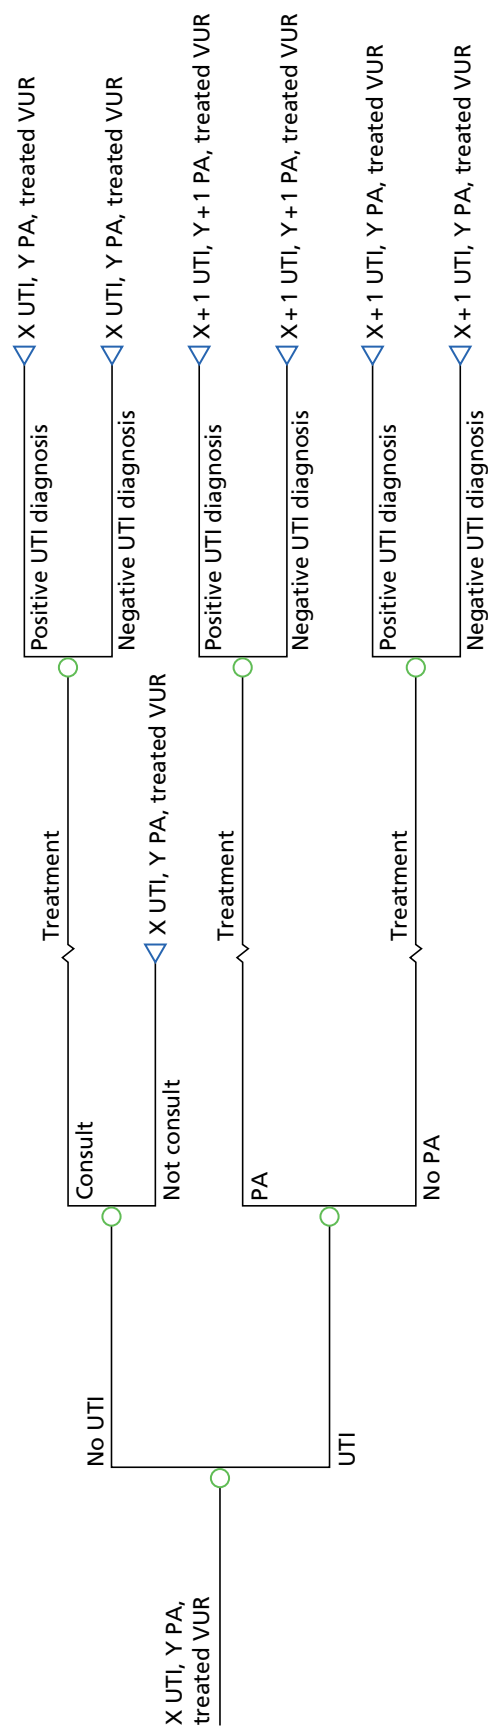 X UTI, Y PA,
treated VUR
No UTI
UTI
Consult
Not consult
PA
No PA
Treatment
X UTI, Y PA, treated VUR
Treatment
Treatment
Positive UTI diagnosis
Negative UTI diagnosis
Positive UTI diagnosis
Negative UTI diagnosis
Positive UTI diagnosis
Negative UTI diagnosis
X UTI, Y PA, treated VUR
X UTI, Y PA, treated VUR
X + 1 UTI, Y + 1 PA, treated VUR
X + 1 UTI, Y + 1 PA, treated VUR
X + 1 UTI, Y PA, treated VUR
X + 1 UTI, Y PA, treated VUR